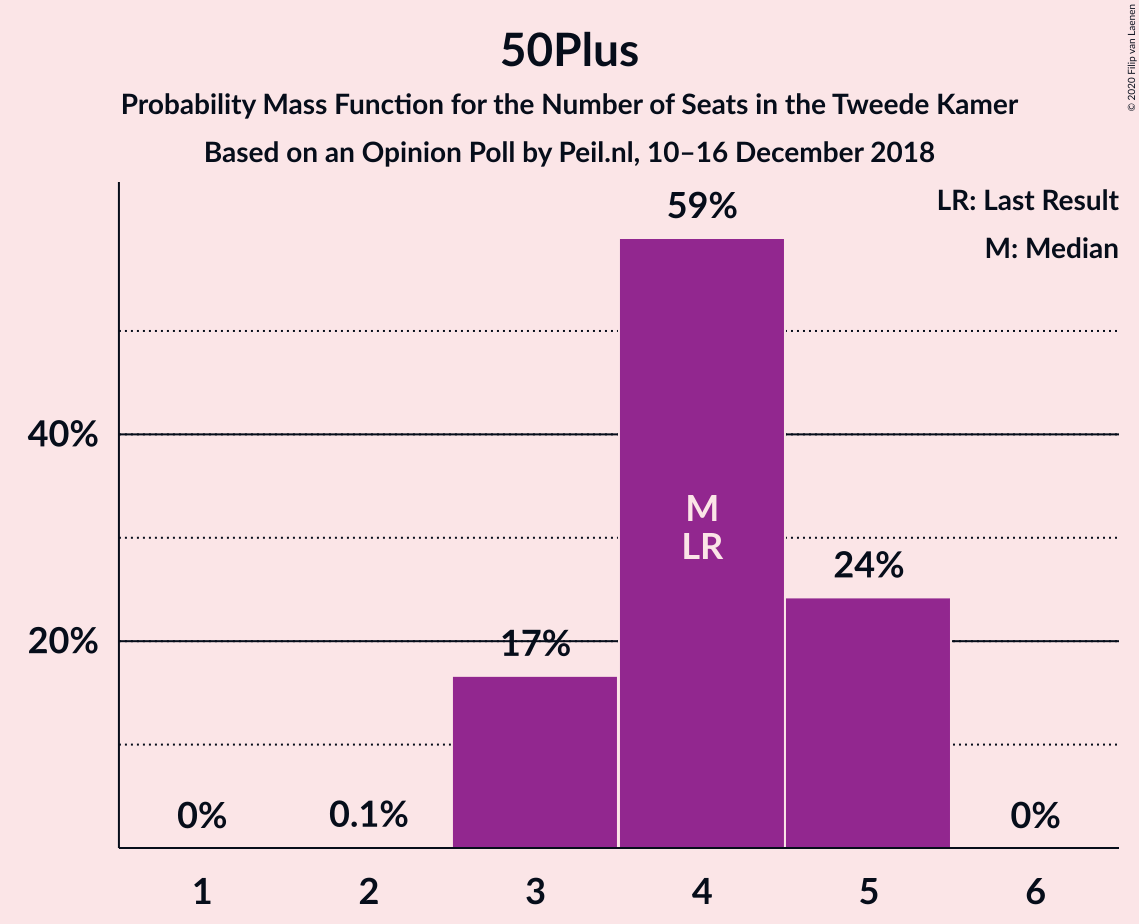 50Plus
Probability Mass Function for the Number of Seats in the Tweede Kamer
Based on an Opinion Poll by Peil.nl, 10–16 December 2018
© 2020 Filip van Laenen
LR: Last Result
M: Median
59%
40%
M
LR
24%
20%
17%
0%
0.1%
0%
1
2
3
4
5
6